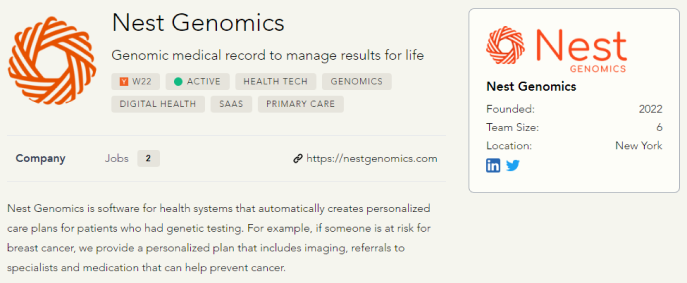 Nest Genomics
Genomic medical record to manage results for life
Y W22 ACTIVE HEALTH TECH GENOMICS
DIGITAL HEALTH SAAS PRIMARY CARE
Company Jobs 2 https://nestgenomics.com
Nest Genomics is software for health systems that automatically creates personalized
care plans for patients who had genetic testing. For example, if someone is at risk for
breast cancer, we provide a personalized plan that includes imaging, referrals to
specialists and medication that can help prevent cancer.
Nest
GENOMICS
Nest Genomics
Founded: 2022
Team Size: 6
Location: New York
in